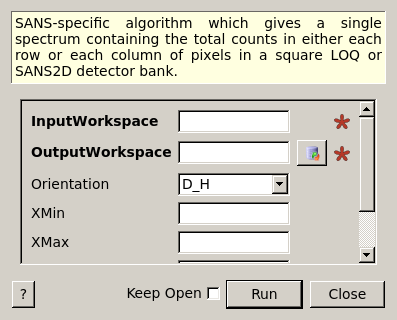 SANS-specific algorithm which gives a single
spectrum containing the total counts in either each
row or each column of pixels in a square LOQ or
SANS2D detector bank.
InputWorkspace
OutputWorkspace
Orientation D_H
XMin
XMax
? Keep Open Run Close